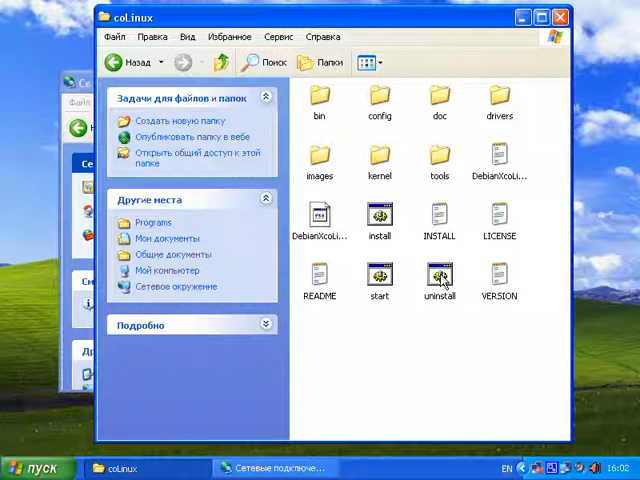 coLinux
Файл Правка Вид Избранное Сервис Справка
Назад Поиск Папки
Задачи для файлов и папок
Создать новую папку
Опубликовать папку в вебе
Открыть общий доступ к этой
папке
Другие места
Programs
Мои документы
Общие документы
Мой компьютер
Сетевое окружение
Подробно
bin config doc drivers
images kernel tools DebianXcoLi...
DebianXcoLi... install INSTALL LICENSE
README start uninstall VERSION
пуск coLinux Сетевые подключе... EN 16:02